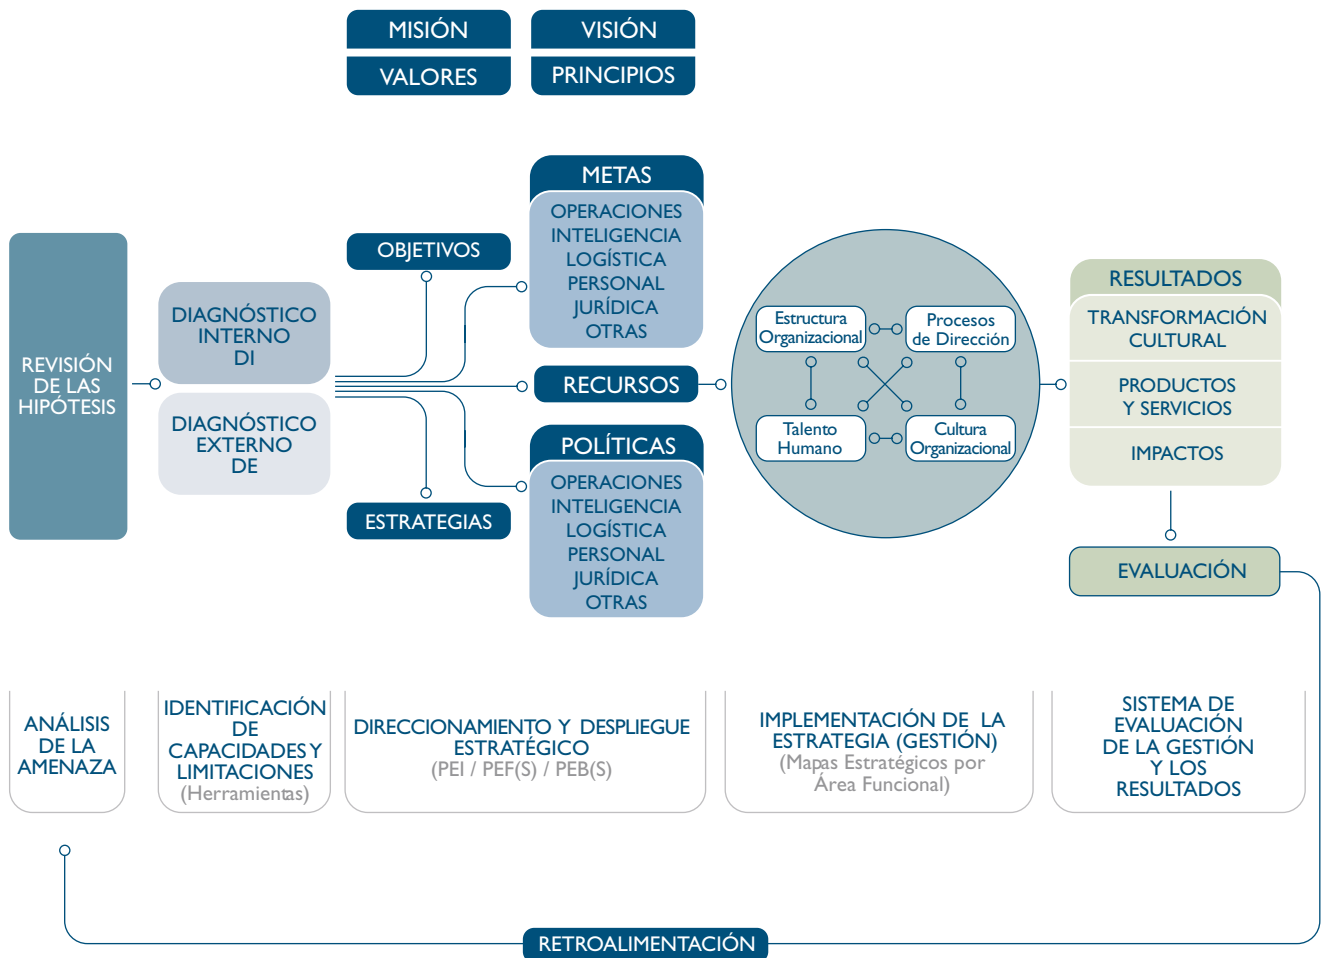 MISIÓN
VISIÓN
VALORES
PRINCIPIOS
REVISIÓN
DE LAS
HIPÓTESIS
DIAGNÓSTICO
INTERNO
DI
DIAGNÓSTICO
EXTERNO
DE
OBJETIVOS
ESTRATEGIAS
METAS
OPERACIONES
INTELIGENCIA
LOGÍSTICA
PERSONAL
JURÍDICA
OTRAS
RECURSOS
POLÍTICAS
OPERACIONES
INTELIGENCIA
LOGÍSTICA
PERSONAL
JURÍDICA
OTRAS
Estructura
Organizacional
Procesos
de Dirección
Talento
Humano
Cultura
Organizacional
RESULTADOS
TRANSFORMACIÓN
CULTURAL
PRODUCTOS
Y SERVICIOS
IMPACTOS
EVALUACIÓN
ANÁLISIS
DE LA
AMENAZA
IDENTIFICACIÓN
DE
CAPACIDADES Y
LIMITACIONES
(Herramientas)
DIRECCIONAMIENTO Y DESPLIEGUE
ESTRATÉGICO
(PEI / PEF(S) / PEB(S)
IMPLEMENTACIÓN DE LA
ESTRATEGIA (GESTIÓN)
(Mapas Estratégicos por
Área Funcional)
SISTEMA DE
EVALUACIÓN
DE LA GESTIÓN
Y LOS
RESULTADOS
RETROALIMENTACIÓN